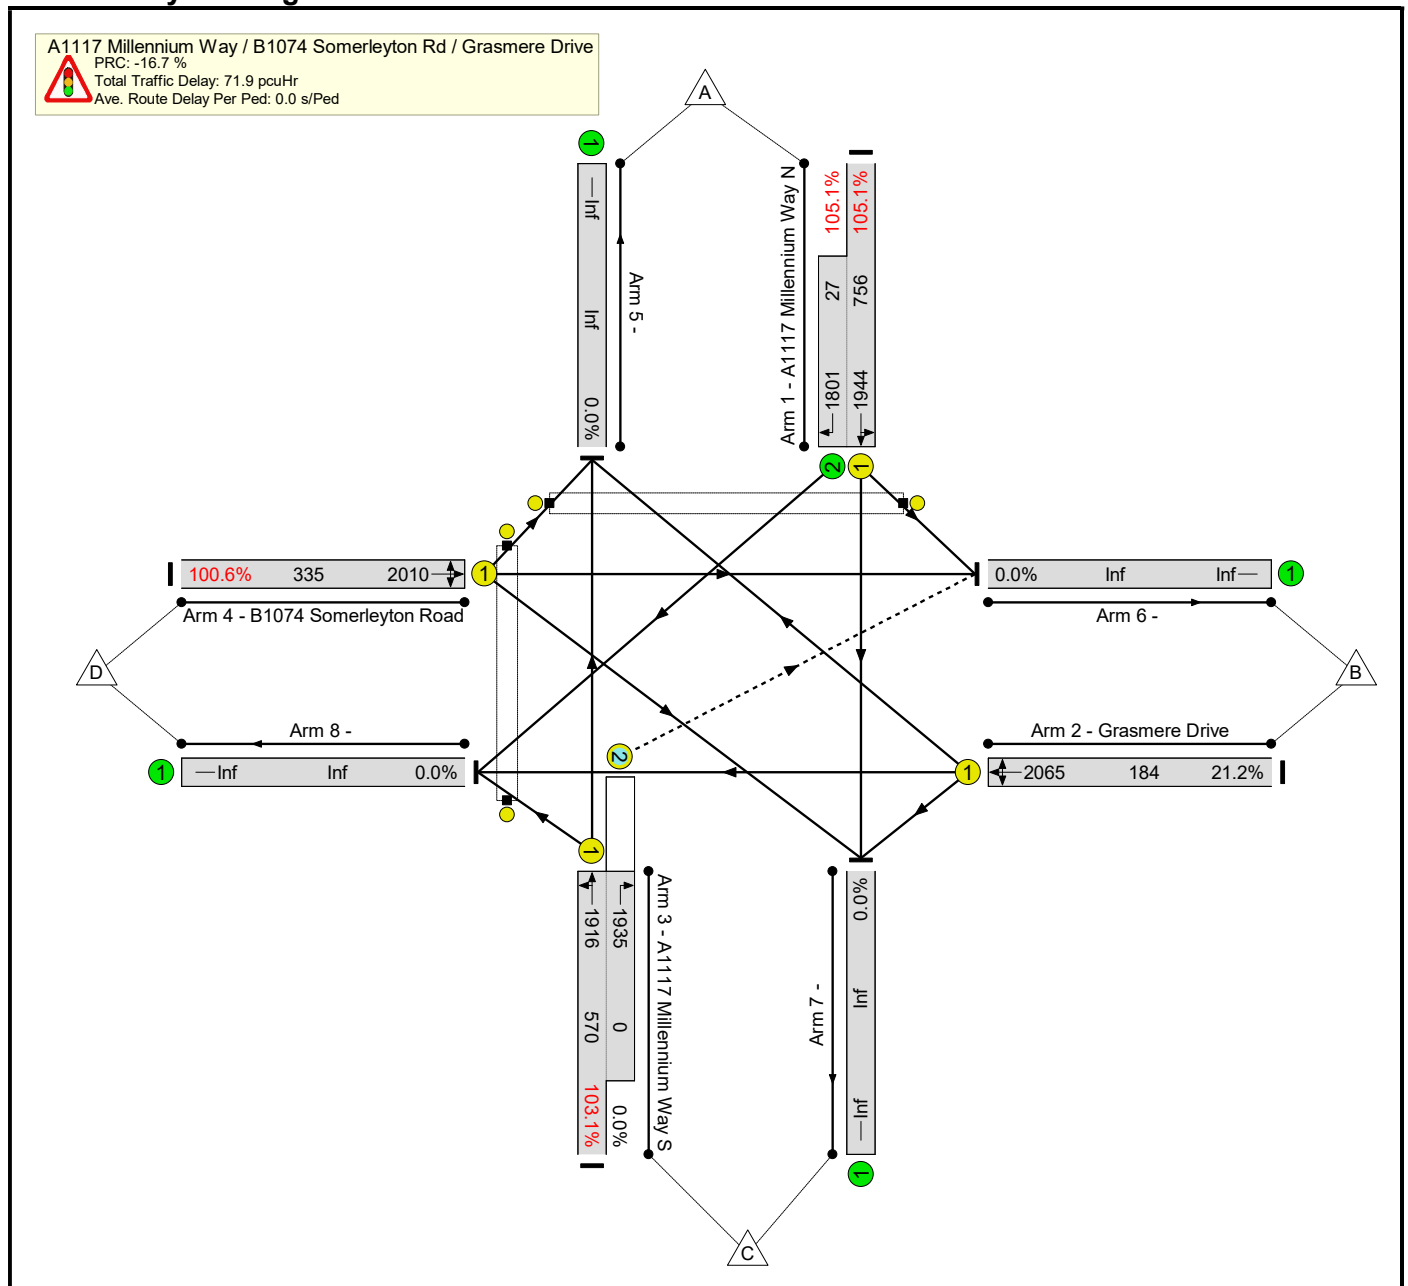 A1117 Millennium Way / B1074 Somerleyton Rd / Grasmere Drive
PRC: -16.7 %
Total Traffic Delay: 71.9 pcuHr
Ave. Route Delay Per Ped: 0.0 s/Ped
A
1
Inf
Inf
0.0%
Arm 5 -
Arm 1 - A1117 Millennium Way N
105.1%
27
1801
105.1%
756
1944
2
1
100.6% 335 2010
1
Arm 4 - B1074 Somerleyton Road
0.0% Inf Inf
1
Arm 6 -
D
B
Arm 8 -
Arm 2 - Grasmere Drive
1
Inf Inf 0.0%
2
1
2065 184 21.2%
1
1916
570
103.1%
1935
0
0.0%
Arm 3 - A1117 Millennium Way S
Arm 7 -
0.0%
Inf
Inf
1
C